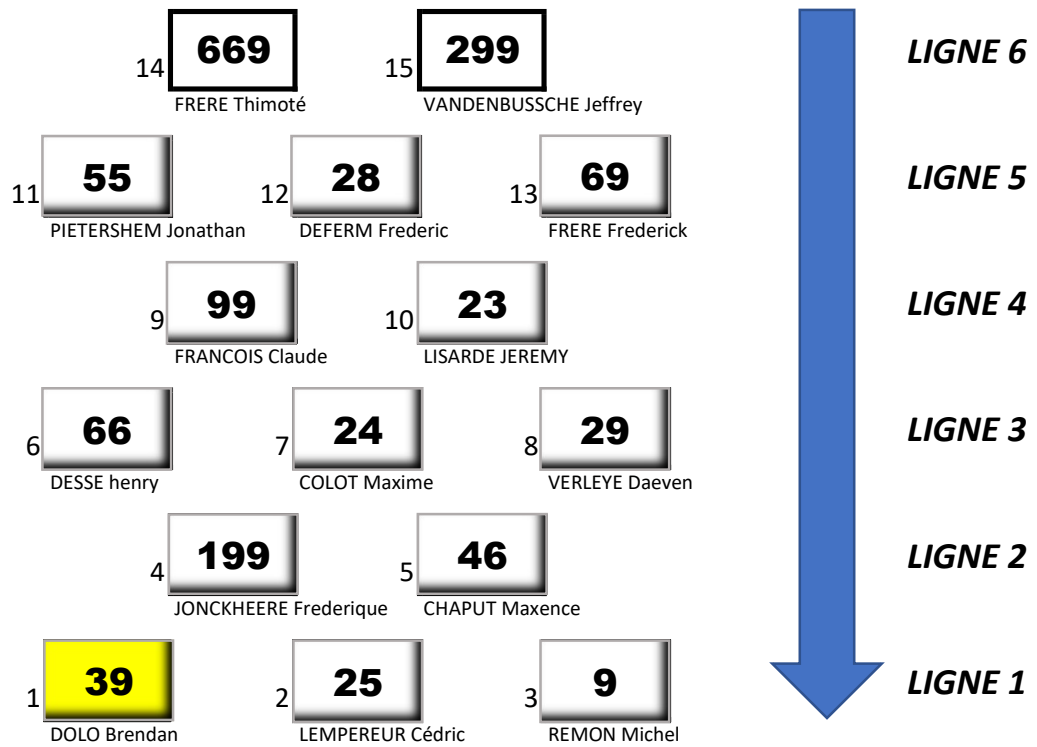 14 669 15 299 LIGNE 6
FRERE Thimoté VANDENBUSSCHE Jeffrey
11 55 12 28 13 69 LIGNE 5
PIETERSHEM Jonathan DEFERM Frederic FRERE Frederick
9 99 10 23 LIGNE 4
FRANCOIS Claude LISARDE JEREMY
6 66 7 24 8 29 LIGNE 3
DESSE henry COLOT Maxime VERLEYE Daeven
4 199 5 46 LIGNE 2
JONCKHEERE Frederique CHAPUT Maxence
1 39 2 25 3 9 LIGNE 1
DOLO Brendan LEMPEREUR Cédric REMON Michel